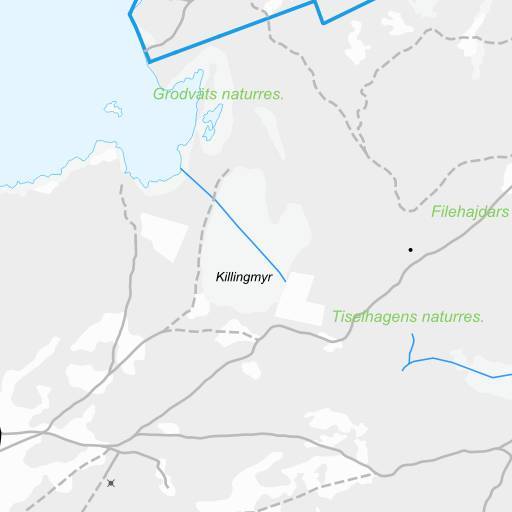 Grodväts naturres.
Filehajdars
Killingmyr
Tiselhagens naturres.